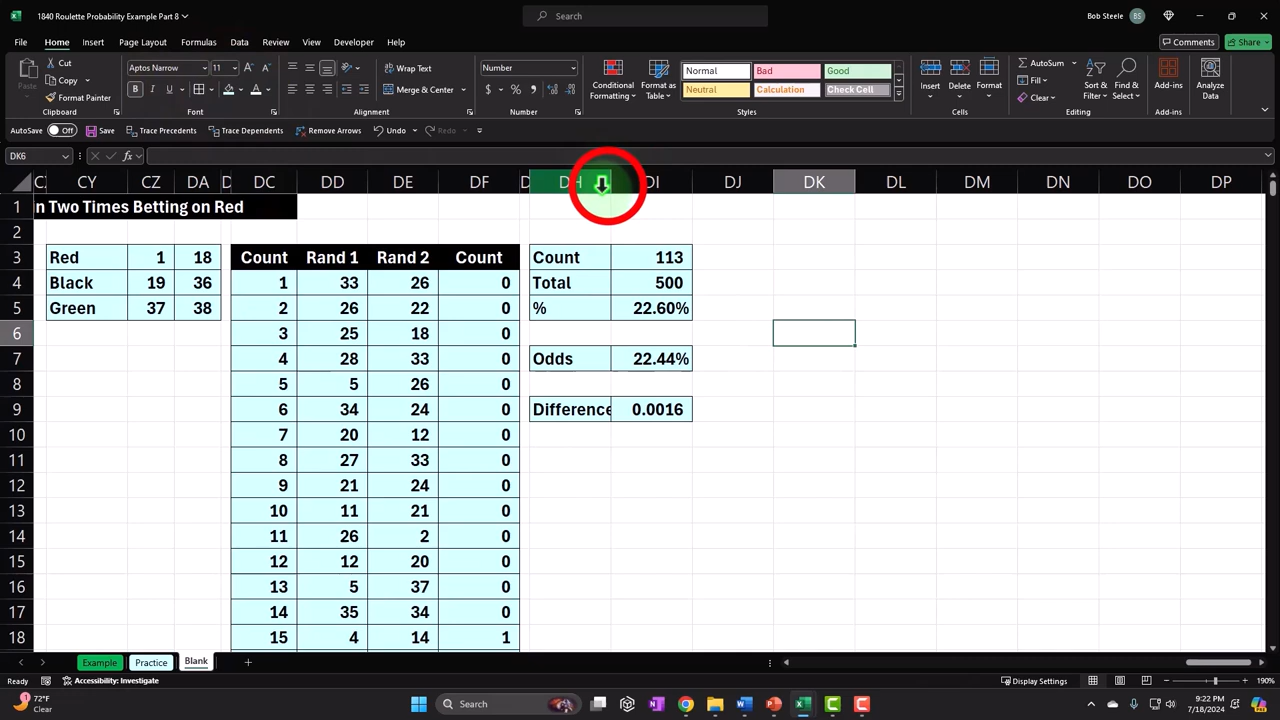 1840 Roulette Probability Example Part 8
Search
Bob Steele BS
File Home Insert Page Layout Formulas Data Review View Developer Automate Help
Comments Share
Paste
Cut
Copy
Format Painter
Clipboard
Aptos Narrow 11
Font
Wrap Text
Merge & Center
Alignment
Number
Number
Conditional Formatting
Format as Table
Normal Bad Good
Neutral Calculation Check Cell
Styles
Insert Delete Format
Cells
AutoSum
Fill
Clear
Sort & Filter
Find & Select
Editing
Add-ins
Add-ins
Analyze Data
AutoSave Off Save Trace Precedents Trace Dependents Remove Arrows Undo Redo
DK6 fx
CY CZ DA DC DD DE DF DH DI DJ DK DL DM DN DO DP
1 n Two Times Betting on Red
2
3 Red 1 18 Count Rand 1 Rand 2 Count Count 113
4 Black 19 36 1 33 26 0 Total 500
5 Green 37 38 2 26 22 0 % 22.60%
6 3 25 18 0
7 4 28 33 0 Odds 22.44%
8 5 5 26 0
9 6 34 24 0 Difference 0.0016
10 7 20 12 0
11 8 27 33 0
12 9 21 24 0
13 10 11 21 0
14 11 26 2 0
15 12 12 20 0
16 13 5 37 0
17 14 35 34 0
18 15 4 14 1
Example Practice Blank
Ready Accessibility: Investigate Display Settings 190%
72°F
Clear
Search
9:22 PM
7/18/2024